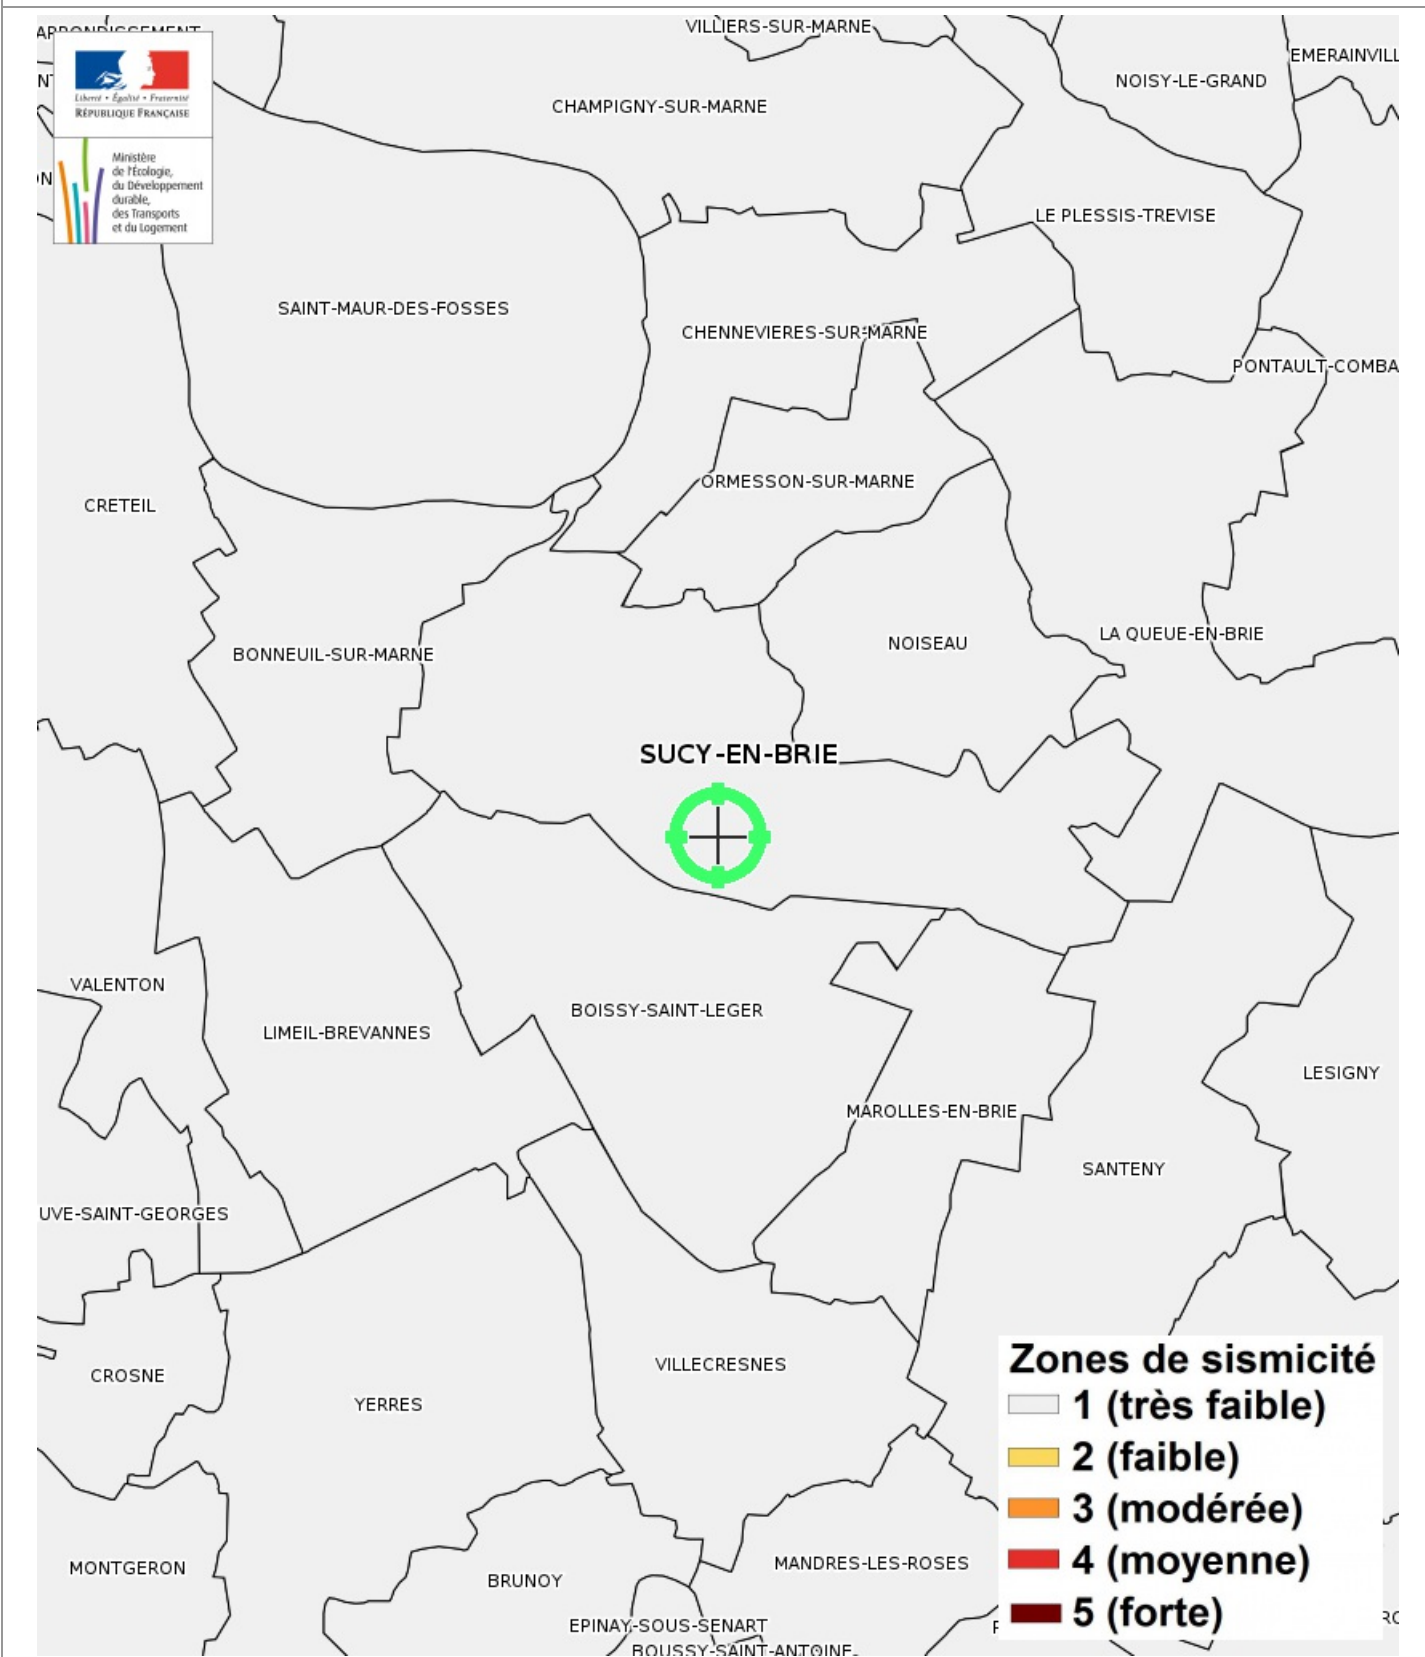 ARRONDISSEMENT
VILLIERS-SUR-MARNE
EMERAINVILL
NOISY-LE-GRAND
CHAMPIGNY-SUR-MARNE
Liberté • Égalité • Fraternité
RÉPUBLIQUE FRANÇAISE
Ministère
de l'Écologie,
du Développement
durable,
des Transports
et du Logement
LE PLESSIS-TREVISE
SAINT-MAUR-DES-FOSSES
CHENNEVIERES-SUR-MARNE
PONTAULT-COMBA
ORMESSON-SUR-MARNE
CRETEIL
LA QUEUE-EN-BRIE
NOISEAU
BONNEUIL-SUR-MARNE
SUCY-EN-BRIE
VALENTON
BOISSY-SAINT-LEGER
LIMEIL-BREVANNES
LESIGNY
MAROLLES-EN-BRIE
SANTENY
UVE-SAINT-GEORGES
VILLECRESNES
CROSNE
YERRES
Zones de sismicité
1 (très faible)
2 (faible)
3 (modérée)
4 (moyenne)
5 (forte)
MONTGERON
MANDRES-LES-ROSES
BRUNOY
EPINAY-SOUS-SENART
BOUSSY-SAINT-ANTOINE